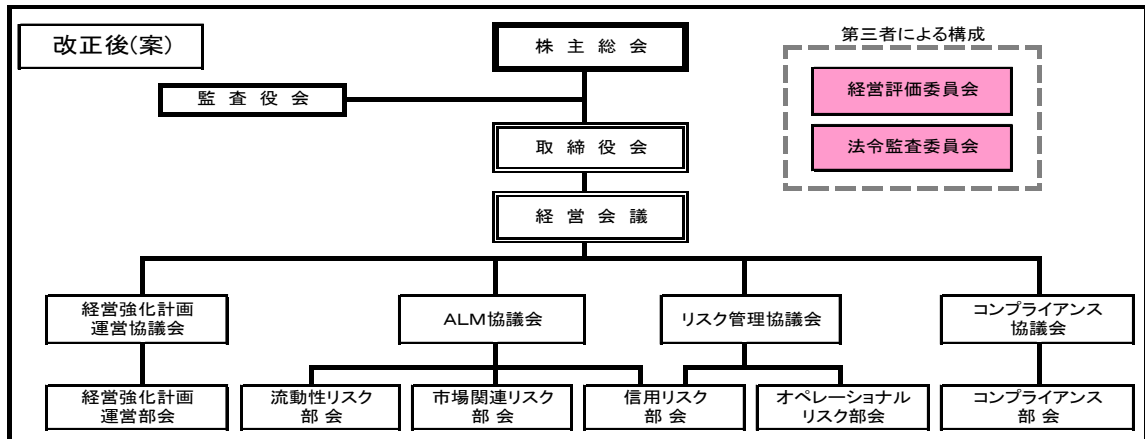 改正後(案)
株主総会
第三者による構成
監査役会
経営評価委員会
取締役会
法令監査委員会
経営会議
経営強化計画
運営協議会
ALM協議会
リスク管理協議会
コンプライアンス
協議会
経営強化計画
運営部会
流動性リスク
部会
市場関連リスク
部会
信用リスク
部会
オペレーショナル
リスク部会
コンプライアンス
部会